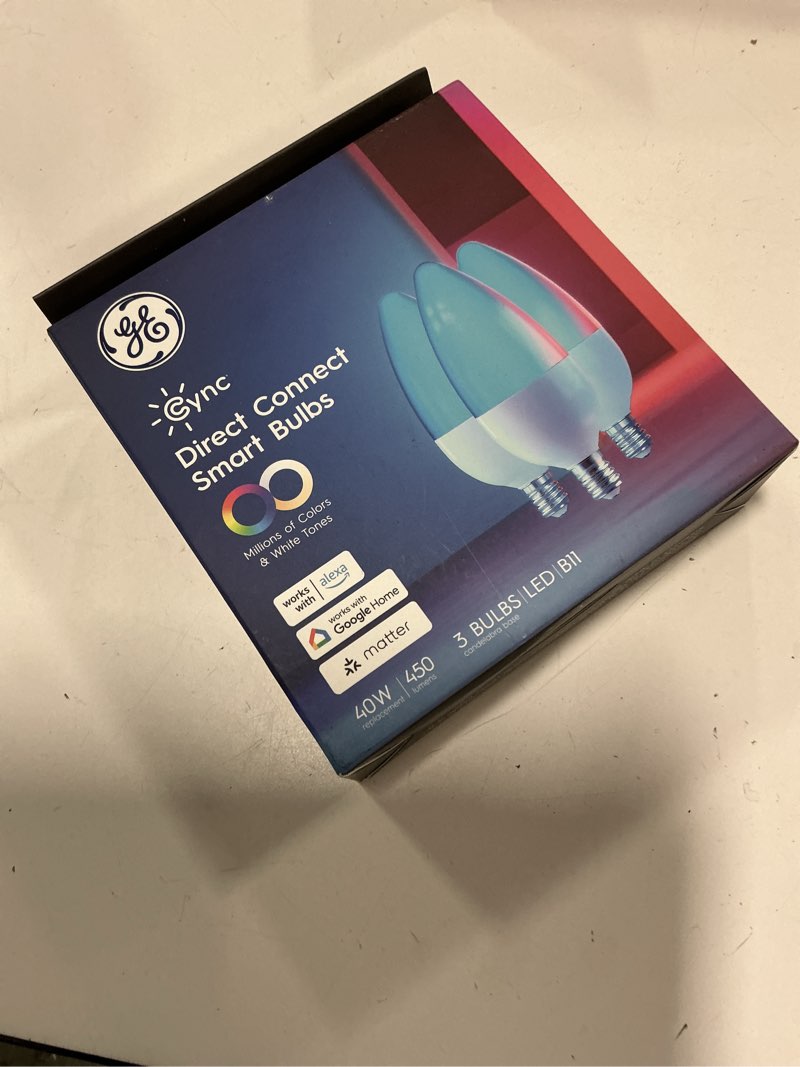 GE
Cync
Direct Connect
Smart Bulbs
Millions of Colors
& White Tones
works with | alexa
works with
Google Home
matter
40W | 450
replacement lumens
3 BULBS | LED | B11
candelabra base